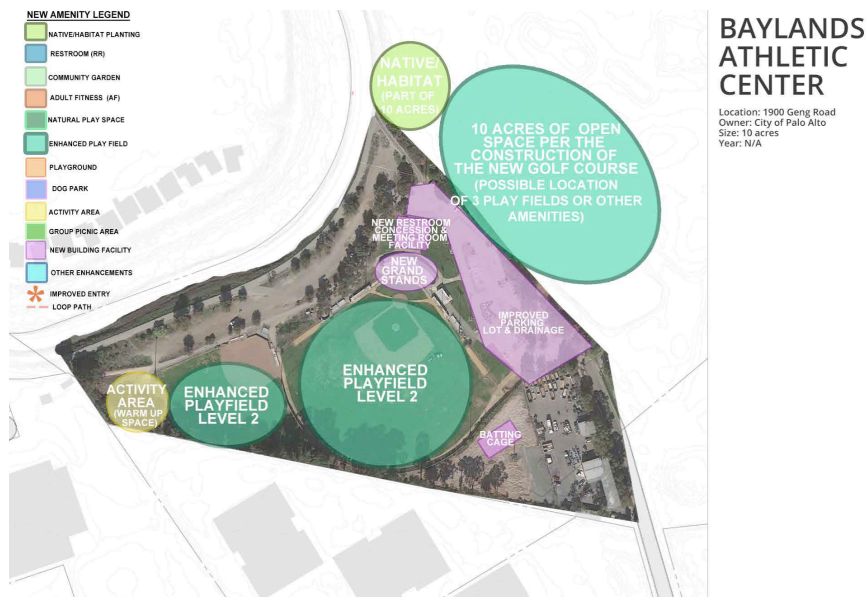 NEW AMENITY LEGEND
NATIVE/HABITAT PLANTING
RESTROOM (RR)
COMMUNITY GARDEN
ADULT FITNESS (AF)
NATURAL PLAY SPACE
ENHANCED PLAY FIELD
PLAYGROUND
DOG PARK
ACTIVITY AREA
GROUP PICNIC AREA
NEW BUILDING FACILITY
OTHER ENHANCEMENTS
IMPROVED ENTRY
LOOP PATH
NATIVE/
HABITAT
(PART OF
10 ACRES)
10 ACRES OF OPEN
SPACE PER THE
CONSTRUCTION OF
THE NEW GOLF COURSE
(POSSIBLE LOCATION
OF 3 PLAY FIELDS OR OTHER
AMENITIES)
NEW RESTROOM
CONCESSION &
MEETING ROOM
FACILITY
NEW
GRAND
STANDS
IMPROVED
PARKING
LOT & DRAINAGE
ENHANCED
PLAYFIELD
LEVEL 2
ACTIVITY
AREA
(WARM UP
SPACE)
ENHANCED
PLAYFIELD
LEVEL 2
BATTING
CAGE
BAYLANDS
ATHLETIC
CENTER
Location: 1900 Geng Road
Owner: City of Palo Alto
Size: 10 acres
Year: N/A